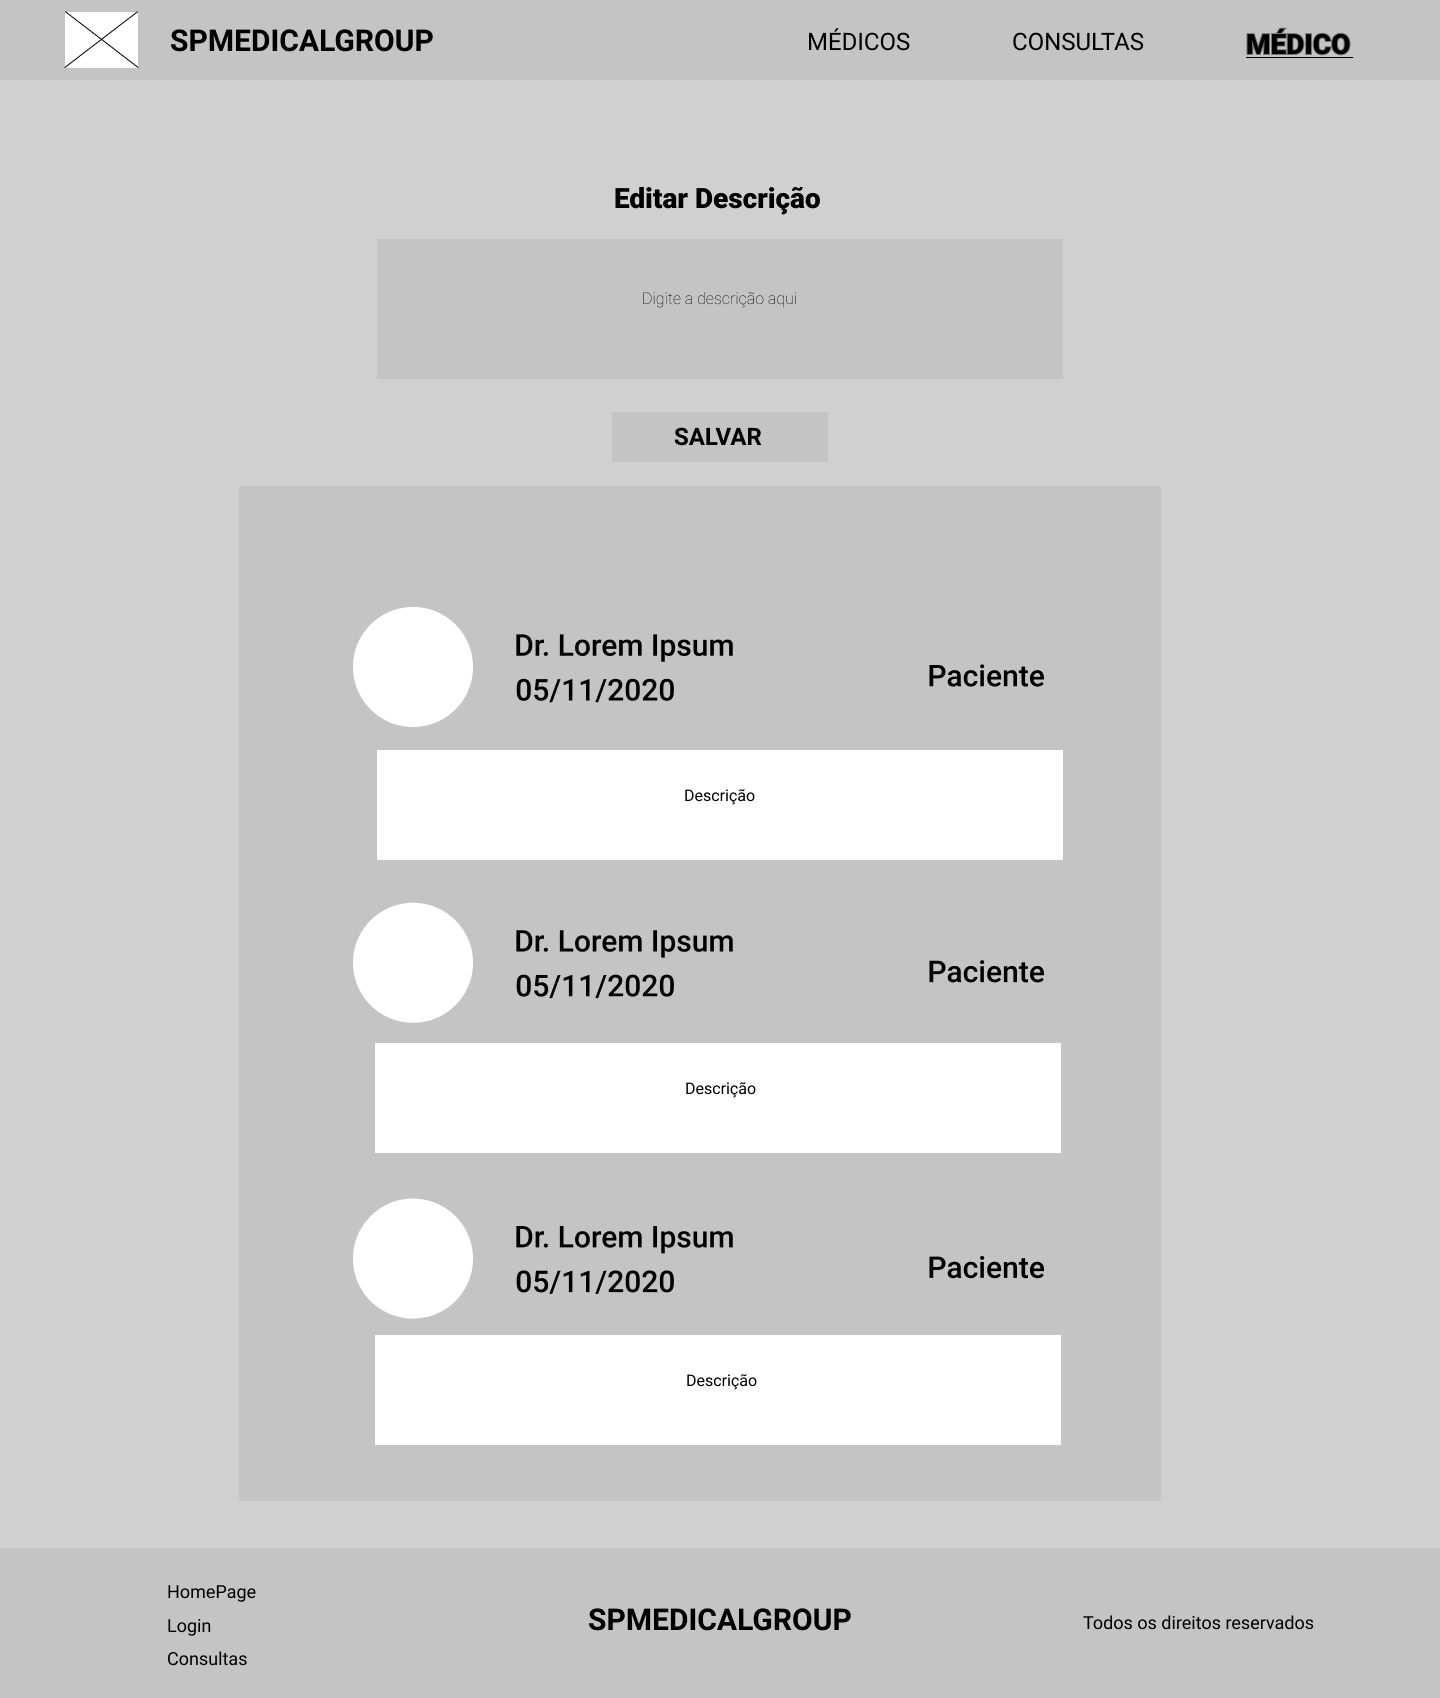 SPMEDICALGROUP
MÉDICOS
CONSULTAS
MÉDICO
Editar Descrição
Digite a descrição aqui
SALVAR
Dr. Lorem Ipsum
05/11/2020
Paciente
Descrição
Dr. Lorem Ipsum
05/11/2020
Paciente
Descrição
Dr. Lorem Ipsum
05/11/2020
Paciente
Descrição
HomePage
Login
Consultas
SPMEDICALGROUP
Todos os direitos reservados